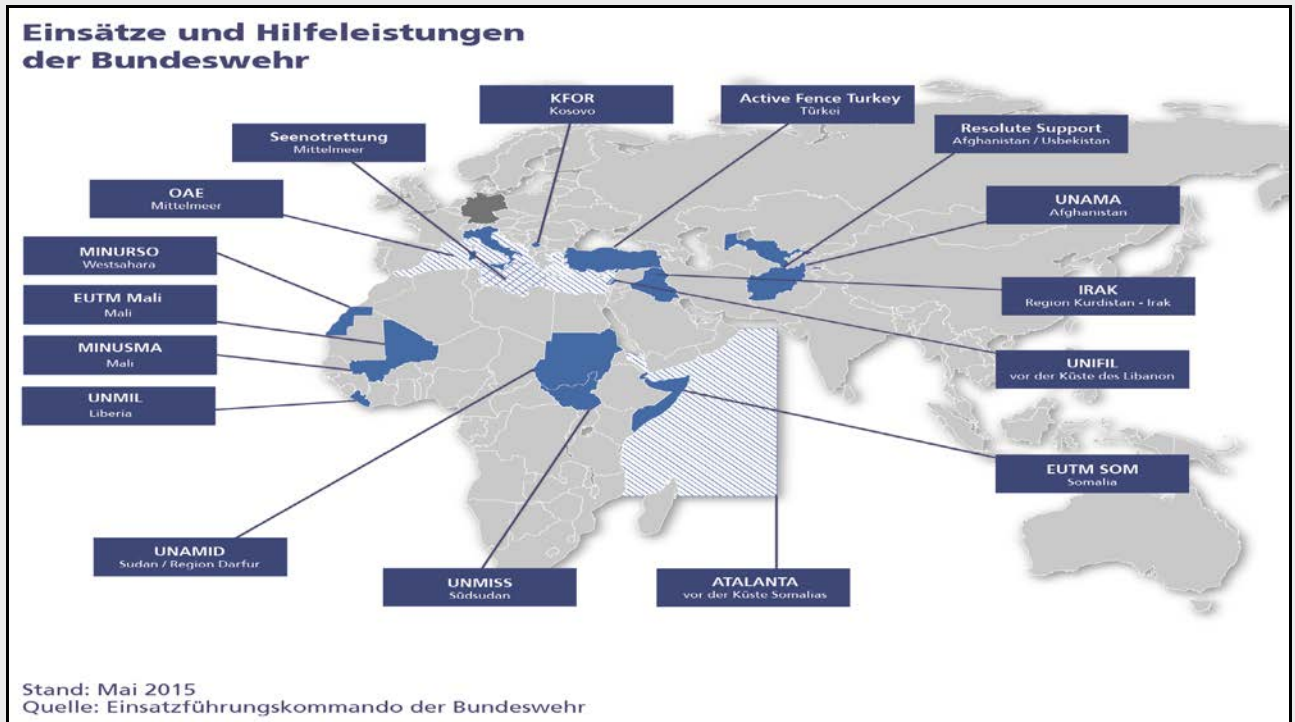 Einsätze und Hilfeleistungen
der Bundeswehr
KFOR
Kosovo
Active Fence Turkey
Türkei
Seenotrettung
Mittelmeer
Resolute Support
Afghanistan / Usbekistan
OAE
Mittelmeer
UNAMA
Afghanistan
MINURSO
Westsahara
IRAK
Region Kurdistan - Irak
EUTM Mali
Mali
MINUSMA
Mali
UNIFIL
vor der Küste des Libanon
UNMIL
Liberia
EUTM SOM
Somalia
UNAMID
Sudan / Region Darfur
UNMISS
Südsudan
ATALANTA
vor der Küste Somalias
Stand: Mai 2015
Quelle: Einsatzführungskommando der Bundeswehr